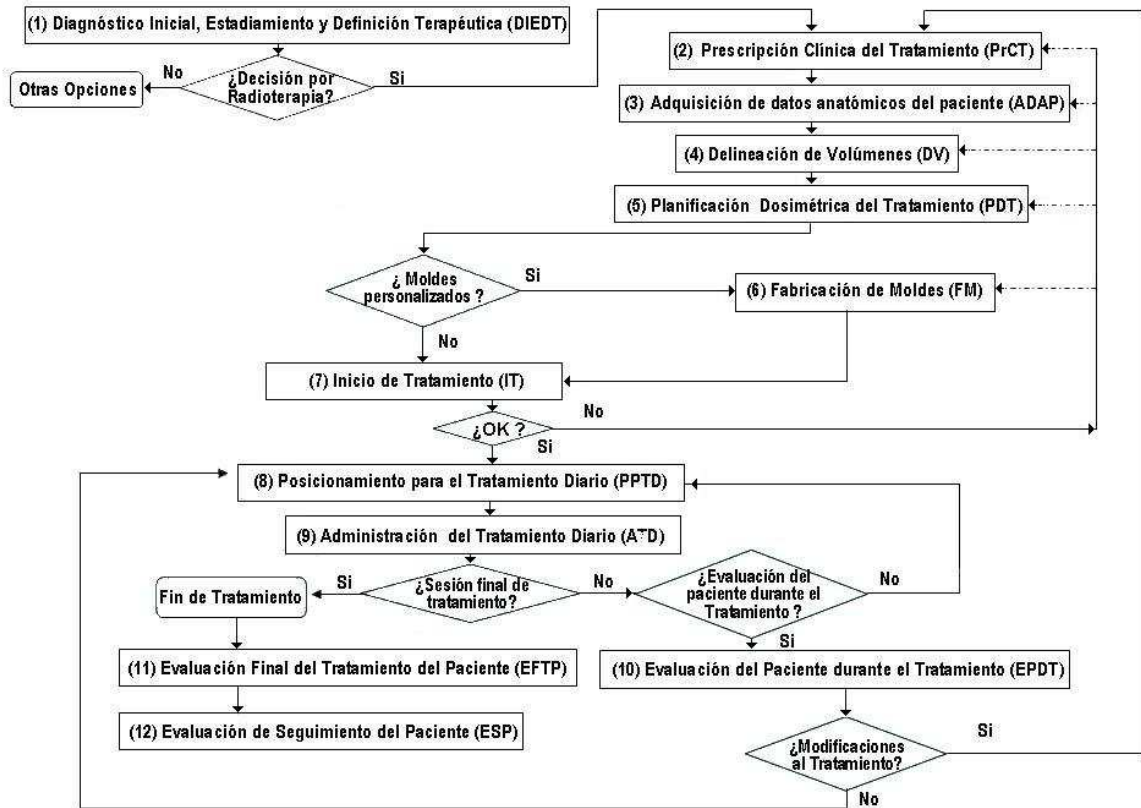 (1) Diagnóstico Inicial, Estadiamiento y Definición Terapéutica (DIEDT)
¿Decisión por
Radioterapia?
No
Si
Otras Opciones
(2) Prescripción Clínica del Tratamiento (PrCT)
(3) Adquisición de datos anatómicos del paciente (ADAP)
(4) Delineación de Volúmenes (DV)
(5) Planificación Dosimétrica del Tratamiento (PDT)
¿ Moldes
personalizados ?
Si
No
(6) Fabricación de Moldes (FM)
(7) Inicio de Tratamiento (IT)
¿OK ?
No
Si
(8) Posicionamiento para el Tratamiento Diario (PPTD)
(9) Administración del Tratamiento Diario (ATD)
¿Sesión final de
tratamiento?
Si
No
Fin de Tratamiento
¿Evaluación del
paciente durante el
Tratamiento ?
No
Si
(10) Evaluación del Paciente durante el Tratamiento (EPDT)
(11) Evaluación Final del Tratamiento del Paciente (EFTP)
(12) Evaluación de Seguimiento del Paciente (ESP)
¿Modificaciones
al Tratamiento?
Si
No